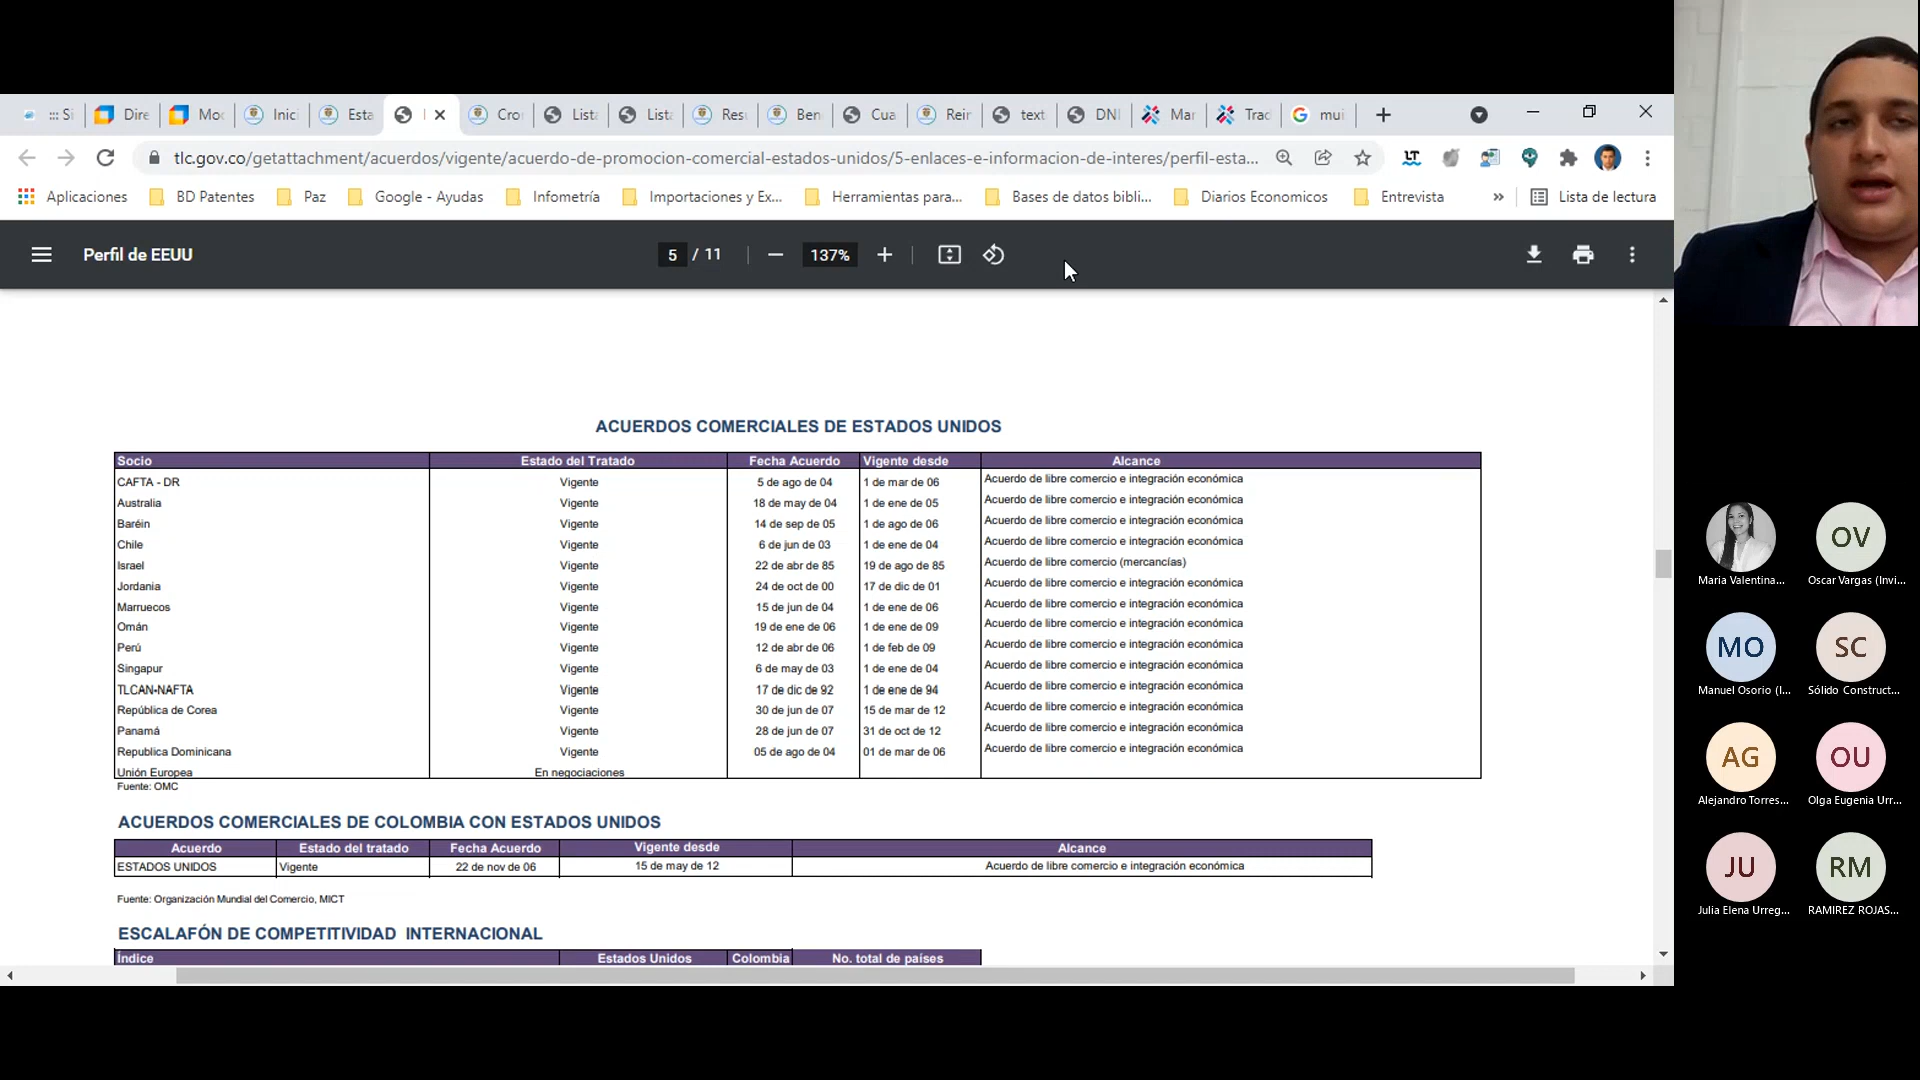 ::: Si
Dire
Moc
Inic
Esta
Cro
Lista
Lista
Res
Ben
Cua
Reir
text
DNI
Mar
Trac
mui
tlc.gov.co/getattachment/acuerdos/vigente/acuerdo-de-promocion-comercial-estados-unidos/5-enlaces-e-informacion-de-interes/perfil-esta...
LT
Aplicaciones
BD Patentes
Paz
Google - Ayudas
Infometría
Importaciones y Ex...
Herramientas para...
Bases de datos bibli...
Diarios Economicos
Entrevista
»
Lista de lectura
Perfil de EEUU
5 / 11
137%
ACUERDOS COMERCIALES DE ESTADOS UNIDOS
Socio Estado del Tratado Fecha Acuerdo Vigente desde Alcance
CAFTA - DR Vigente 5 de ago de 04 1 de mar de 06 Acuerdo de libre comercio e integración económica
Australia Vigente 18 de may de 04 1 de ene de 05 Acuerdo de libre comercio e integración económica
Baréin Vigente 14 de sep de 05 1 de ago de 06 Acuerdo de libre comercio e integración económica
Chile Vigente 6 de jun de 03 1 de ene de 04 Acuerdo de libre comercio e integración económica
Israel Vigente 22 de abr de 85 19 de ago de 85 Acuerdo de libre comercio (mercancías)
Jordania Vigente 24 de oct de 00 17 de dic de 01 Acuerdo de libre comercio e integración económica
Marruecos Vigente 15 de jun de 04 1 de ene de 06 Acuerdo de libre comercio e integración económica
Omán Vigente 19 de ene de 06 1 de ene de 09 Acuerdo de libre comercio e integración económica
Perú Vigente 12 de abr de 06 1 de feb de 09 Acuerdo de libre comercio e integración económica
Singapur Vigente 6 de may de 03 1 de ene de 04 Acuerdo de libre comercio e integración económica
TLCAN-NAFTA Vigente 17 de dic de 92 1 de ene de 94 Acuerdo de libre comercio e integración económica
República de Corea Vigente 30 de jun de 07 15 de mar de 12 Acuerdo de libre comercio e integración económica
Panamá Vigente 28 de jun de 07 31 de oct de 12 Acuerdo de libre comercio e integración económica
Republica Dominicana Vigente 05 de ago de 04 01 de mar de 06 Acuerdo de libre comercio e integración económica
Unión Europea En negociaciones
Fuente: OMC
ACUERDOS COMERCIALES DE COLOMBIA CON ESTADOS UNIDOS
Acuerdo Estado del tratado Fecha Acuerdo Vigente desde Alcance
ESTADOS UNIDOS Vigente 22 de nov de 06 15 de may de 12 Acuerdo de libre comercio e integración económica
Fuente: Organización Mundial del Comercio, MICT
ESCALAFÓN DE COMPETITIVIDAD INTERNACIONAL
Índice Estados Unidos Colombia No. total de países
OV
Maria Valentina...
Oscar Vargas (Invi...
MO
SC
Manuel Osorio (I...
Sólido Construct...
AG
OU
Alejandro Torres...
Olga Eugenia Urr...
JU
RM
Julia Elena Urreg...
RAMIREZ ROJAS...